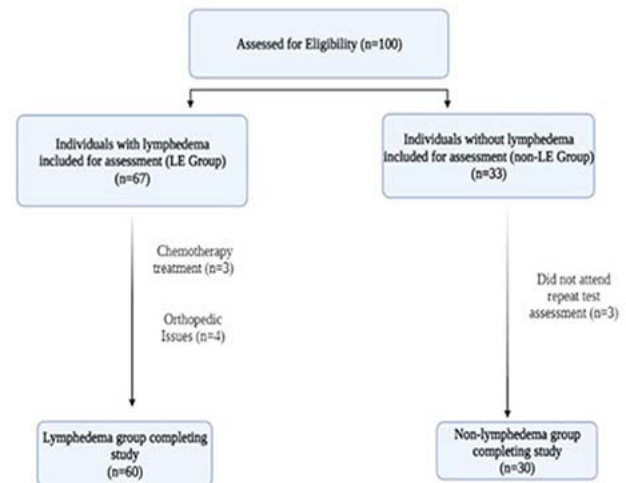 Assessed for Eligibility (n=100)
Individuals with lymphedema
included for assessment (LE Group)
(n=67)
Individuals without lymphedema
included for assessment (non-LE Group)
(n=33)
Chemotherapy
treatment (n=3)
Orthopedic
Issues (n=4)
Did not attend
repeat test
assessment (n=3)
Lymphedema group completing
study
(n=60)
Non-lymphedema group
completing study
(n=30)